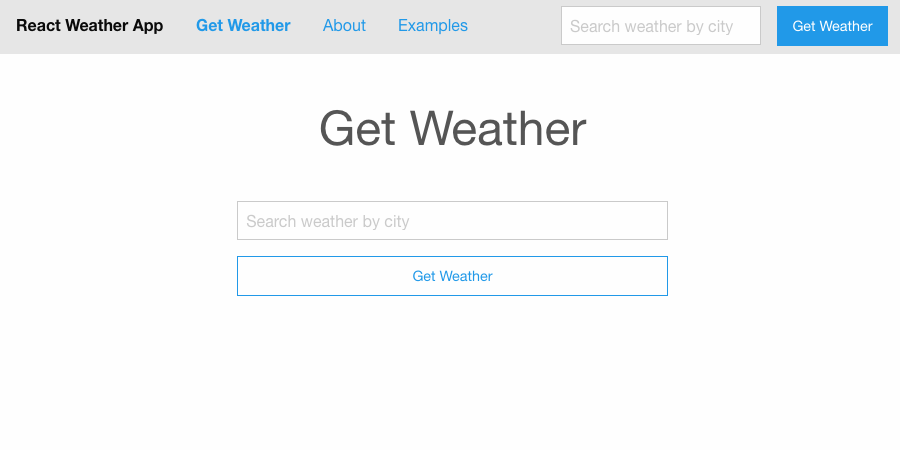 React Weather App Get Weather About Examples Search weather by city Get Weather
Get Weather
Search weather by city
Get Weather